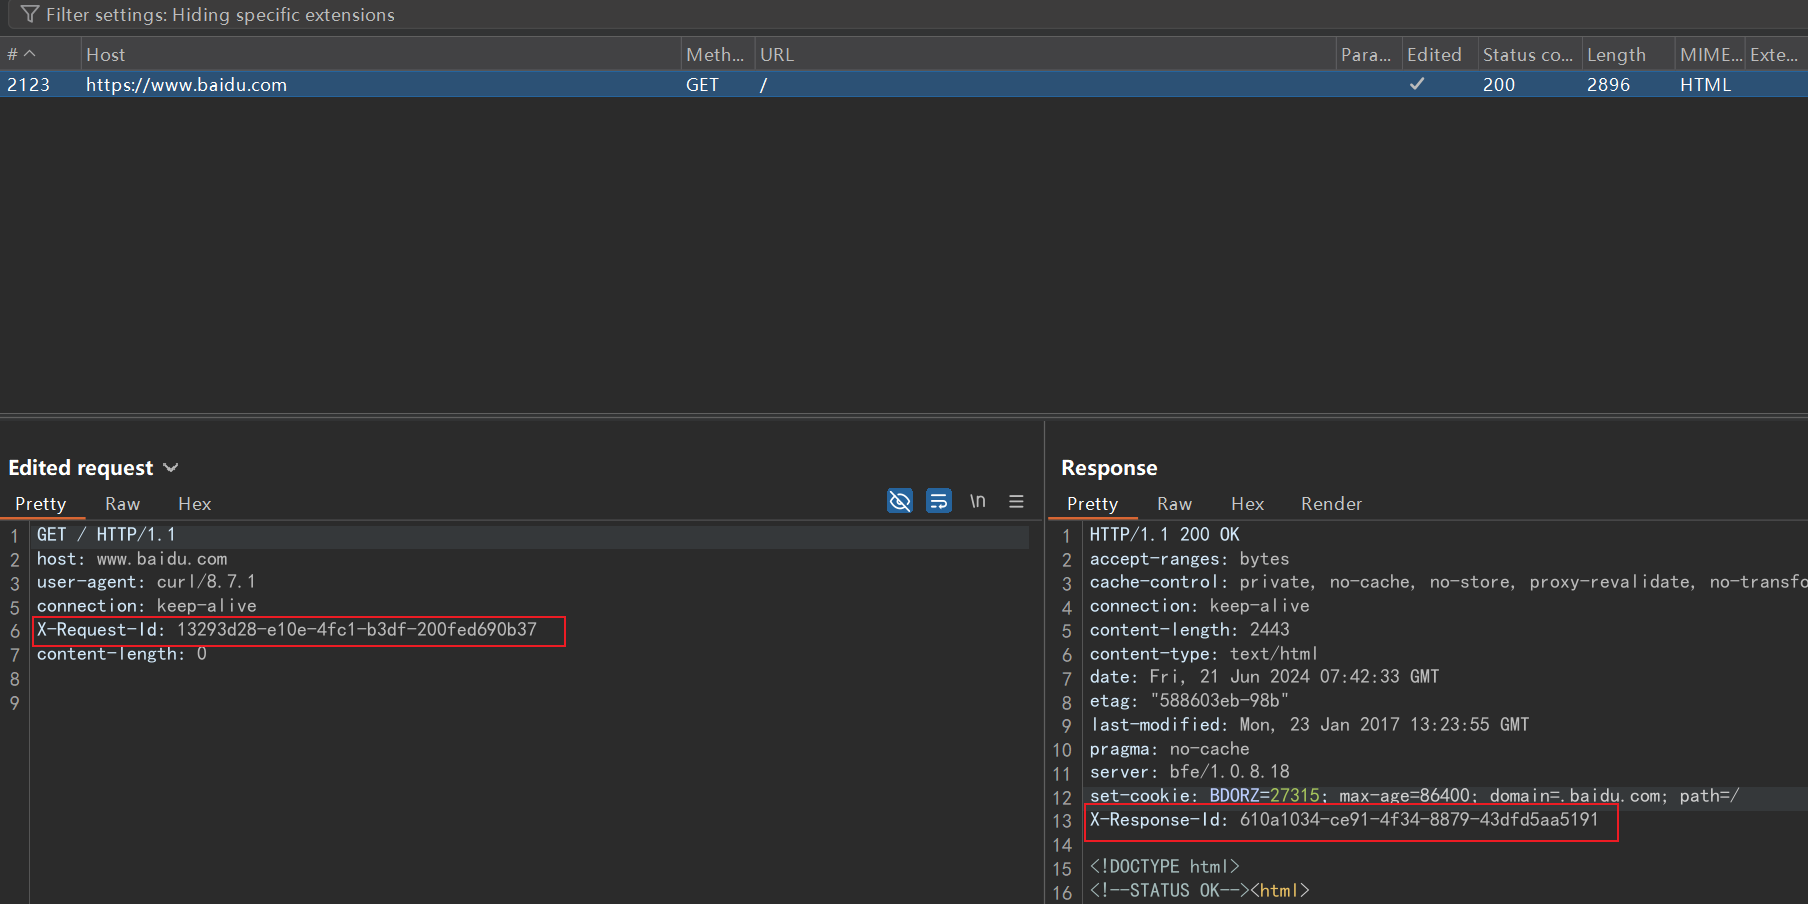 Filter settings: Hiding specific extensions
# Host Meth... URL Para... Edited Status co... Length MIME... Exte...
2123 https://www.baidu.com GET / ✓ 200 2896 HTML
Edited request
Pretty Raw Hex \n
1 GET / HTTP/1.1
2 host: www.baidu.com
3 user-agent: curl/8.7.1
5 connection: keep-alive
6 X-Request-Id: 13293d28-e10e-4fc1-b3df-200fed690b37
7 content-length: 0
8
9
Response
Pretty Raw Hex Render
1 HTTP/1.1 200 OK
2 accept-ranges: bytes
3 cache-control: private, no-cache, no-store, proxy-revalidate, no-transfo
4 connection: keep-alive
5 content-length: 2443
6 content-type: text/html
7 date: Fri, 21 Jun 2024 07:42:33 GMT
8 etag: "588603eb-98b"
9 last-modified: Mon, 23 Jan 2017 13:23:55 GMT
10 pragma: no-cache
11 server: bfe/1.0.8.18
12 set-cookie: BDORZ=27315; max-age=86400; domain=.baidu.com; path=/
13 X-Response-Id: 610a1034-ce91-4f34-8879-43dfd5aa5191
14
15 <!DOCTYPE html>
16 <!--STATUS OK--><html>